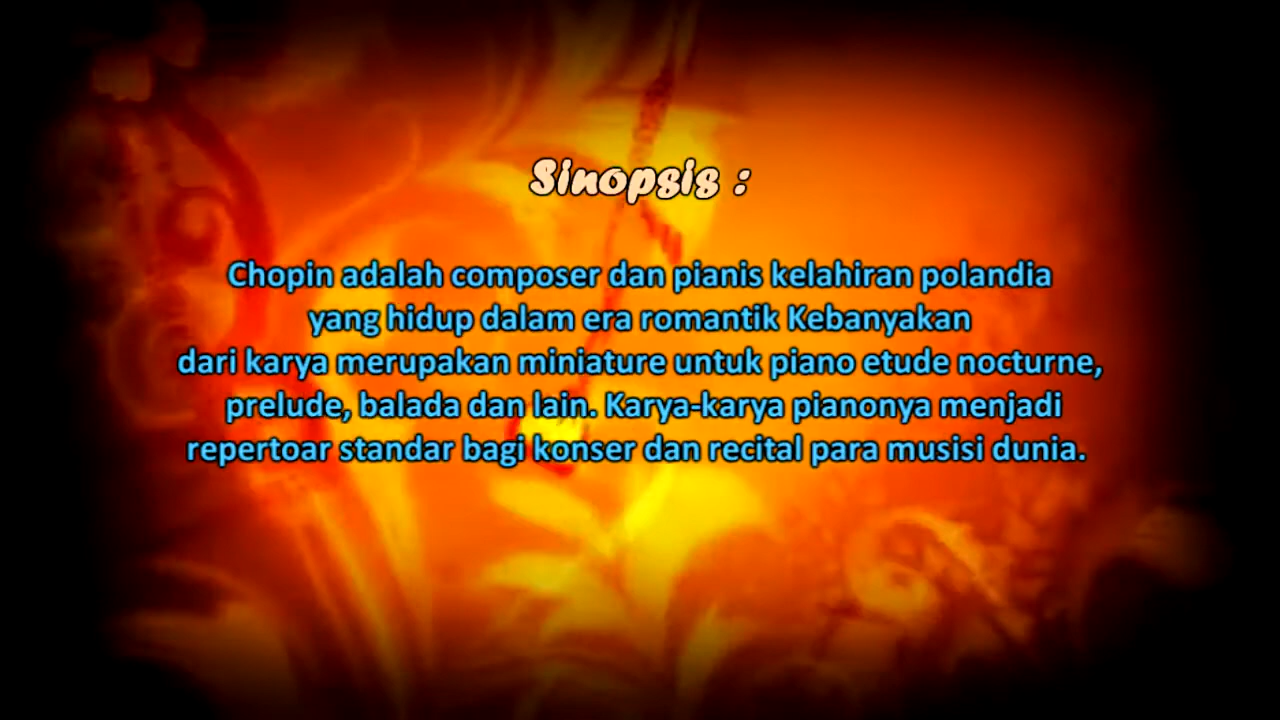 Sinopsis :
Chopin adalah composer dan pianis kelahiran polandia
yang hidup dalam era romantik Kebanyakan
dari karya merupakan miniature untuk piano etude nocturne,
prelude, balada dan lain. Karya-karya pianonya menjadi
repertoar standar bagi konser dan recital para musisi dunia.